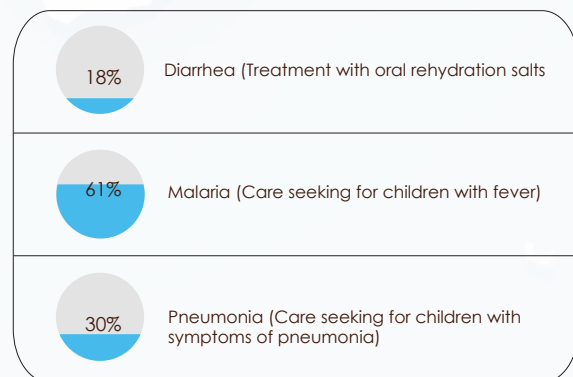 18%
Diarrhea (Treatment with oral rehydration salts
61%
Malaria (Care seeking for children with fever)
30%
Pneumonia (Care seeking for children with
symptoms of pneumonia)